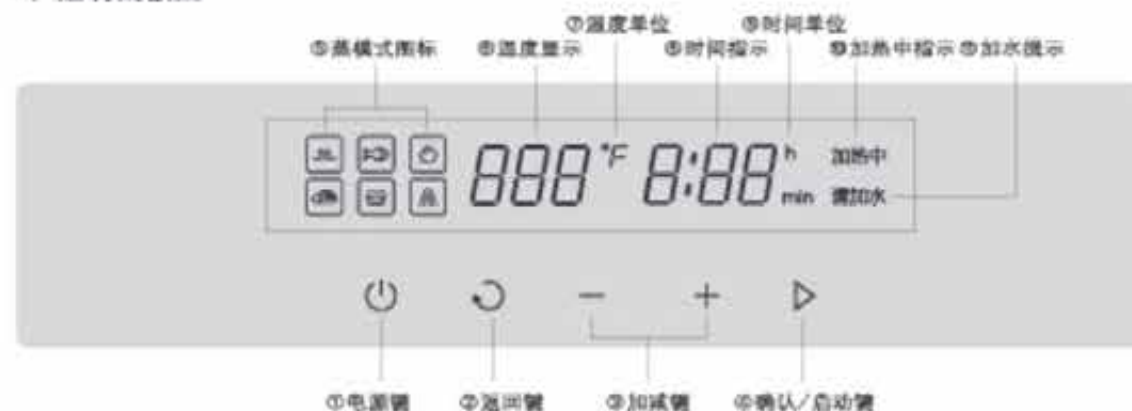 ⑦温度单位 ⑨时间单位
⑤蒸模式图标 ⑥温度显示 ⑧时间指示 ⑩加热中指示 ⑪加水提示
888 °F 8:88 h 加热中
min 需加水
①电源键 ②返回键 ③加减键 ④确认/启动键